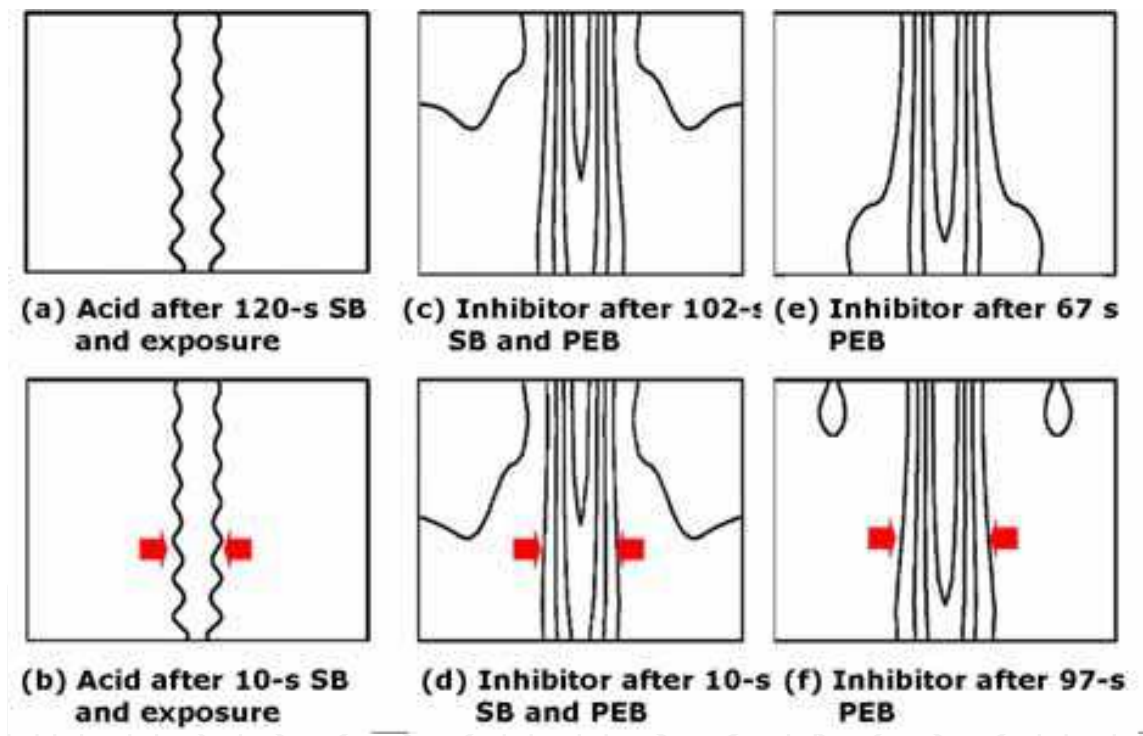 (a) Acid after 120-s SB
and exposure
(c) Inhibitor after 102-s
SB and PEB
(e) Inhibitor after 67 s
PEB
(b) Acid after 10-s SB
and exposure
(d) Inhibitor after 10-s
SB and PEB
(f) Inhibitor after 97-s
PEB